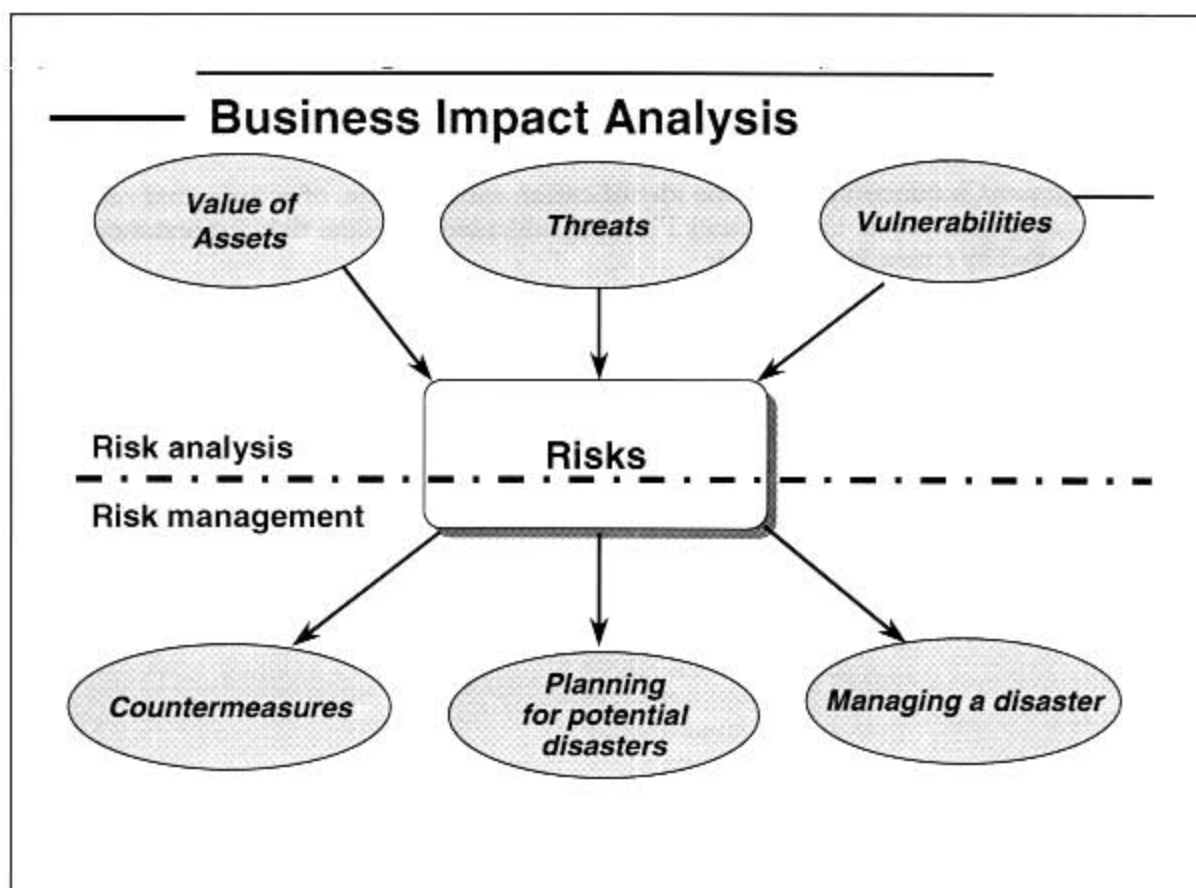 Business Impact Analysis
Value of
Assets
Threats
Vulnerabilities
Risk analysis
Risks
Risk management
Countermeasures
Planning
for potential
disasters
Managing a disaster